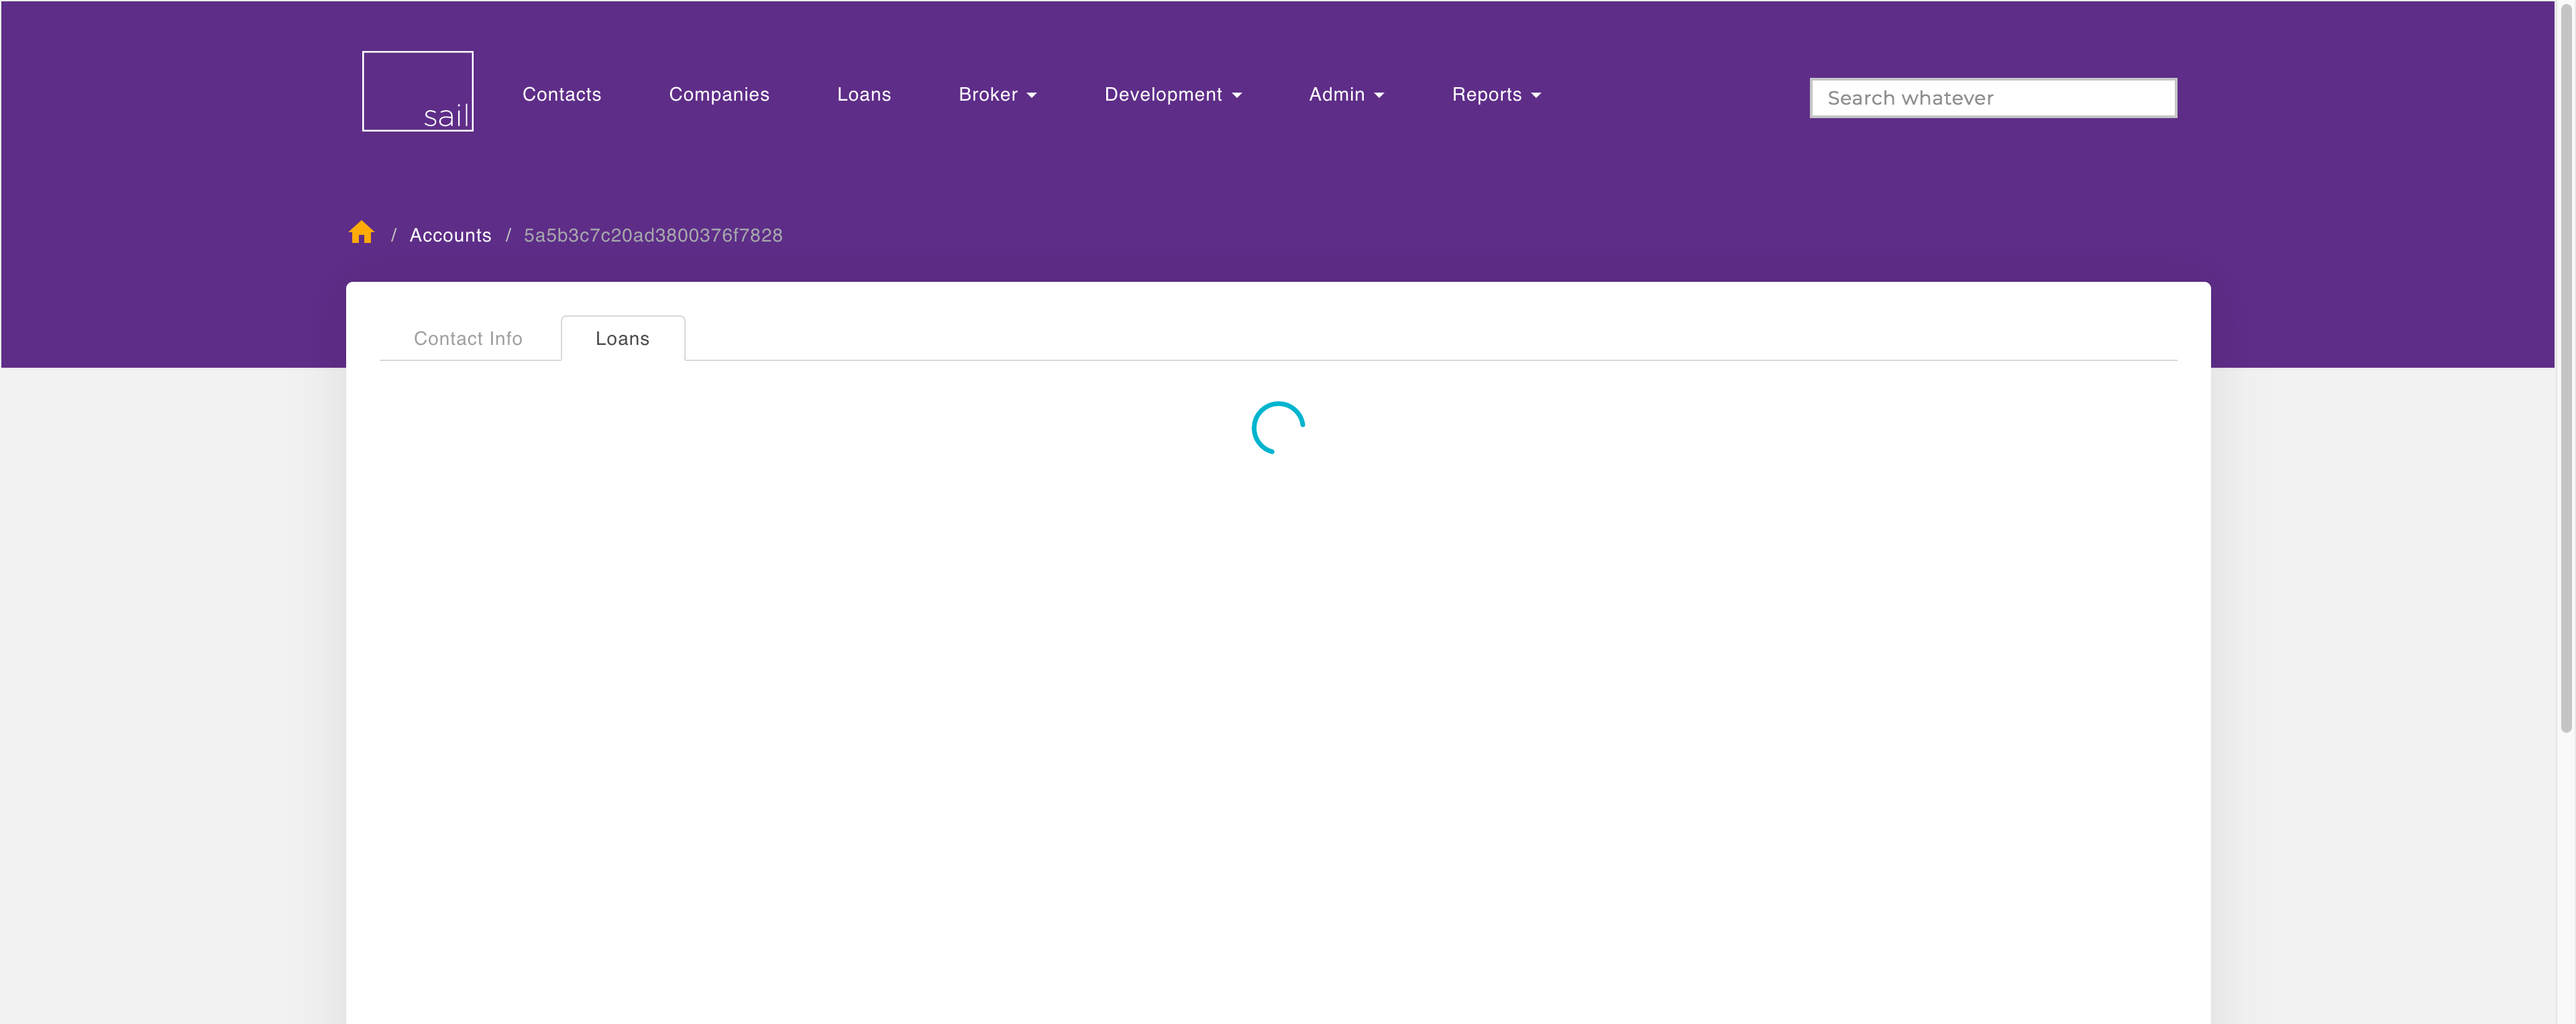 sail
Contacts Companies Loans Broker Development Admin Reports
Search whatever
/ Accounts / 5a5b3c7c20ad3800376f7828
Contact Info Loans